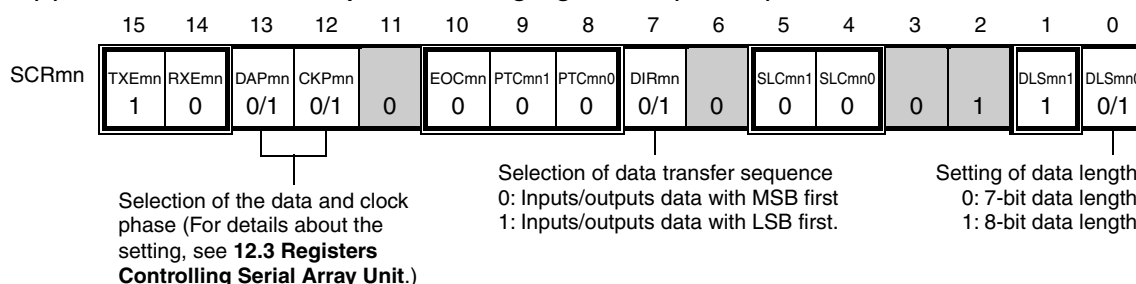 15 14 13 12 11 10 9 8 7 6 5 4 3 2 1 0
SCRmn
TXEmn RXEmn DAPmn CKPmn EOCmn PTCmn1 PTCmn0 DIRmn SLCmn1 SLCmn0 DLSmn1 DLSmn0
1 0 0/1 0/1 0 0 0 0 0/1 0 0 0 0 1 1 0/1
Selection of the data and clock
phase (For details about the
setting, see 12.3 Registers
Controlling Serial Array Unit.)
Selection of data transfer sequence
0: Inputs/outputs data with MSB first
1: Inputs/outputs data with LSB first.
Setting of data length
0: 7-bit data length
1: 8-bit data length